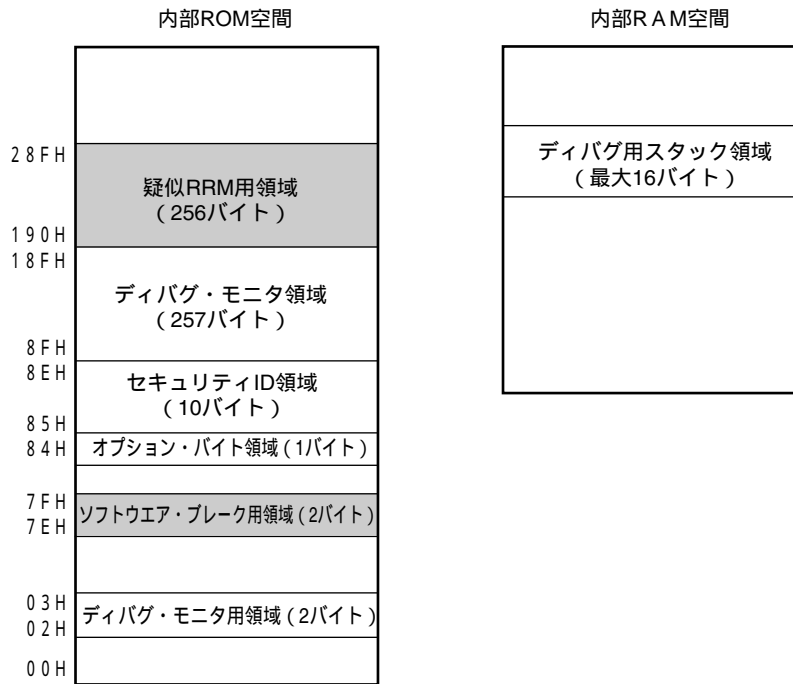 内部ROM空間
28FH
疑似RRM用領域
(256バイト)
190H
18FH
ディバグ・モニタ領域
(257バイト)
8FH
8EH
セキュリティID領域
(10バイト)
85H
84H
オプション・バイト領域(1バイト)
7FH
ソフトウエア・ブレーク用領域(2バイト)
7EH
03H
ディバグ・モニタ用領域(2バイト)
02H
00H
内部RAM空間
ディバグ用スタック領域
(最大16バイト)